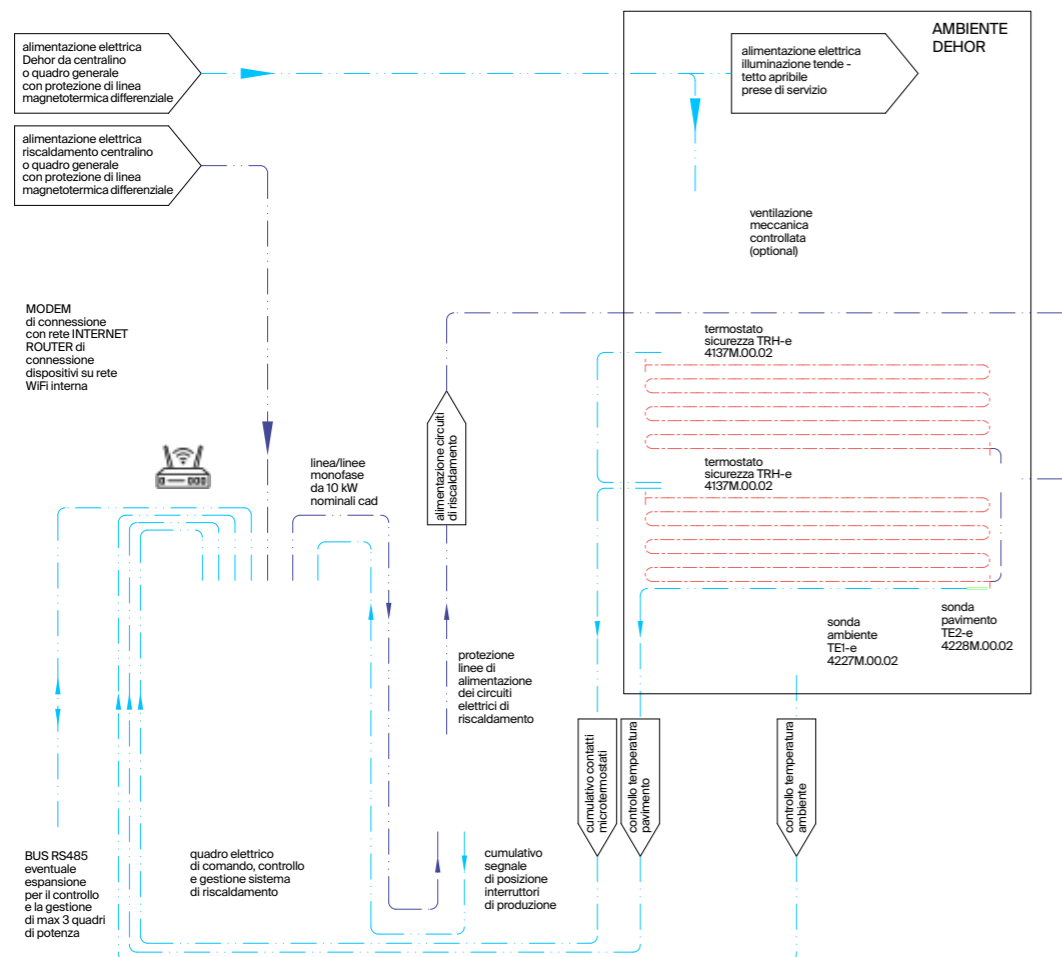 AMBIENTE
DEHOR
alimentazione elettrica
Dehor da centralino
o quadro generale
con protezione di linea
magnetotermica differenziale
alimentazione elettrica
illuminazione tende -
tetto apribile
prese di servizio
alimentazione elettrica
riscaldamento centralino
o quadro generale
con protezione di linea
magnetotermica differenziale
ventilazione
meccanica
controllata
(optional)
MODEM
di connessione
con rete INTERNET
ROUTER di
connessione
dispositivi su rete
WiFi interna
termostato
sicurezza TRH-e
4137M.00.02
linea/linee
monofase
da 10 kW
nominali cad
alimentazione circuiti
di riscaldamento
termostato
sicurezza TRH-e
4137M.00.02
sonda
ambiente
TE1-e
4227M.00.02
sonda
pavimento
TE2-e
4228M.00.02
protezione
linee di
alimentazione
dei circuiti
elettrici di
riscaldamento
cumulativo contatti
microtermostati
controllo temperatura
pavimento
controllo temperatura
ambiente
BUS RS485
eventuale
espansione
per il controllo
e la gestione
di max 3 quadri
di potenza
quadro elettrico
di comando, controllo
e gestione sistema
di riscaldamento
cumulativo
segnale
di posizione
interruttori
di produzione